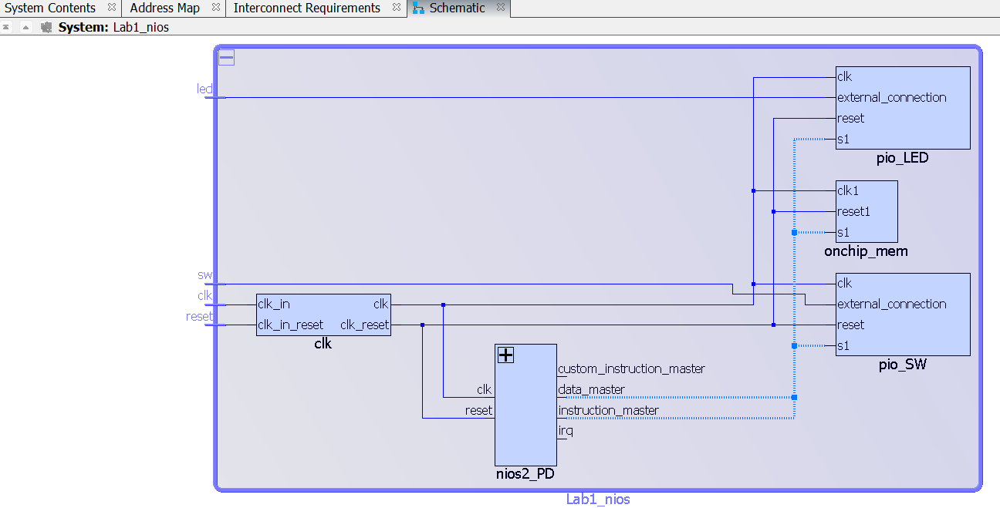 System Contents Address Map Interconnect Requirements Schematic
System: Lab1_nios
led
clk
external_connection
reset
s1
pio_LED
clk1
reset1
s1
onchip_mem
sw
clk
reset
clk_in clk
clk_in_reset clk_reset
clk
clk
external_connection
reset
s1
pio_SW
custom_instruction_master
clk data_master
reset instruction_master
irq
nios2_PD
Lab1_nios